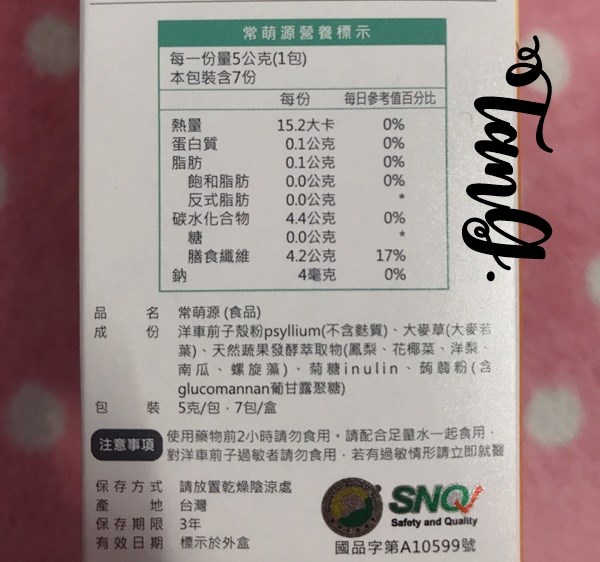 常萌源營養標示
每一份量5公克(1包)
本包裝含7份
每份 每日參考值百分比
熱量 15.2大卡 0%
蛋白質 0.1公克 0%
脂肪 0.1公克 0%
飽和脂肪 0.0公克 0%
反式脂肪 0.0公克 *
碳水化合物 4.4公克 0%
糖 0.0公克 *
膳食纖維 4.2公克 17%
鈉 4毫克 0%
品名 常萌源 (食品)
成份 洋車前子殼粉psyllium(不含麩質)、大麥草(大麥若
葉)、天然蔬果發酵萃取物(鳳梨、花椰菜、洋梨、
南瓜、螺旋藻)、菊糖inulin、蒟蒻粉(含
glucomannan葡甘露聚糖)
包裝 5克/包，7包/盒
注意事項 使用藥物前2小時請勿食用。請配合足量水一起食用，
對洋車前子過敏者請勿食用，若有過敏情形請立即就醫
保存方式 請放置乾燥陰涼處
產地 台灣
保存期限 3年
有效日期 標示於外盒
SNQ
Safety and Quality
國品字第A10599號